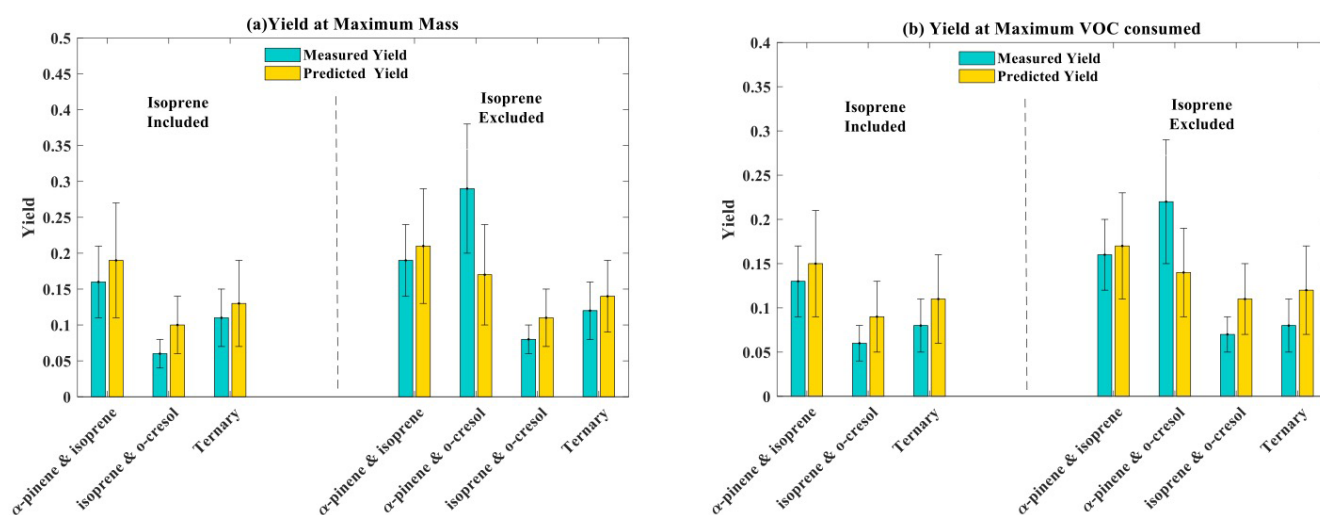 (a)Yield at Maximum Mass
0.5
0.45
0.4
0.35
0.3
0.25
0.2
0.15
0.1
0.05
0
Yield
Measured Yield
Predicted Yield
Isoprene
Included
Isoprene
Excluded
α-pinene & isoprene
isoprene & o-cresol
Ternary
α-pinene & isoprene
α-pinene & o-cresol
isoprene & o-cresol
Ternary
(b) Yield at Maximum VOC consumed
0.4
0.35
0.3
0.25
0.2
0.15
0.1
0.05
0
Yield
Measured Yield
Predicted Yield
Isoprene
Included
Isoprene
Excluded
α-pinene & isoprene
isoprene & o-cresol
Ternary
α-pinene & isoprene
α-pinene & o-cresol
isoprene & o-cresol
Ternary